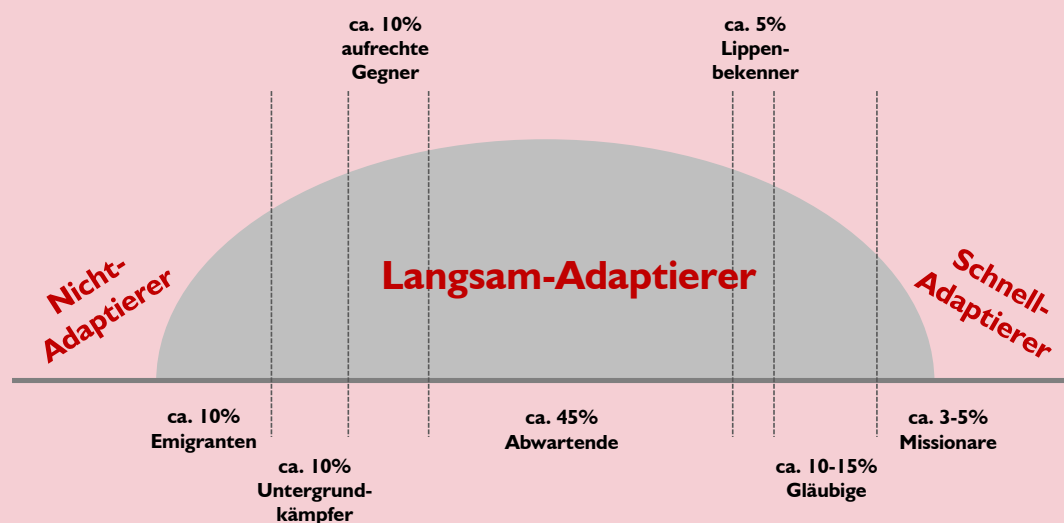 ca. 10%
aufrechte
Gegner
ca. 5%
Lippen-
bekenner
Nicht-
Adaptierer
Langsam-Adaptierer
Schnell-
Adaptierer
ca. 10%
Emigranten
ca. 10%
Untergrund-
kämpfer
ca. 45%
Abwartende
ca. 10-15%
Gläubige
ca. 3-5%
Missionare